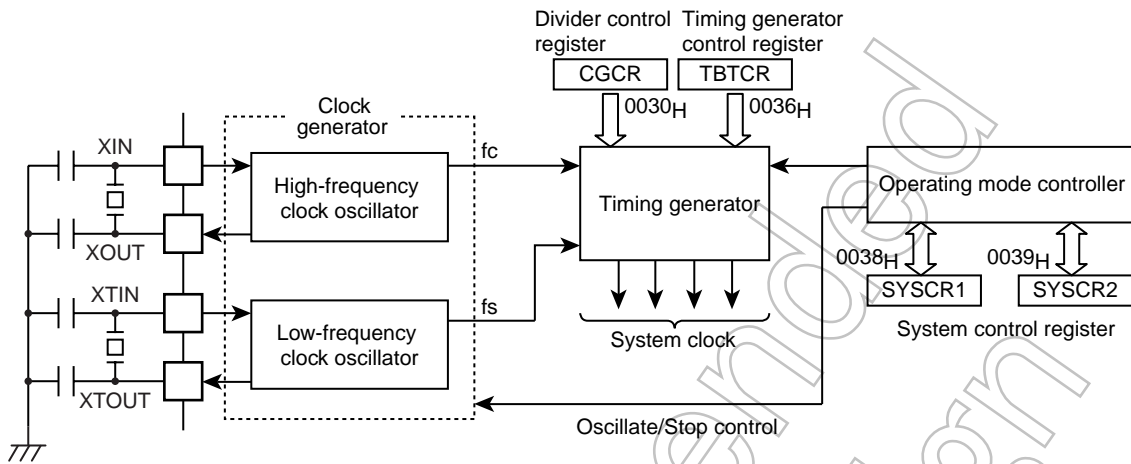 Divider control
register
Timing generator
control register
CGCR
TBTCR
0030H
0036H
Clock
generator
XIN
XOUT
XTIN
XTOUT
High-frequency
clock oscillator
fc
Low-frequency
clock oscillator
fs
Timing generator
System clock
Operating mode controller
0038H
0039H
SYSCR1
SYSCR2
System control register
Oscillate/Stop control
ended